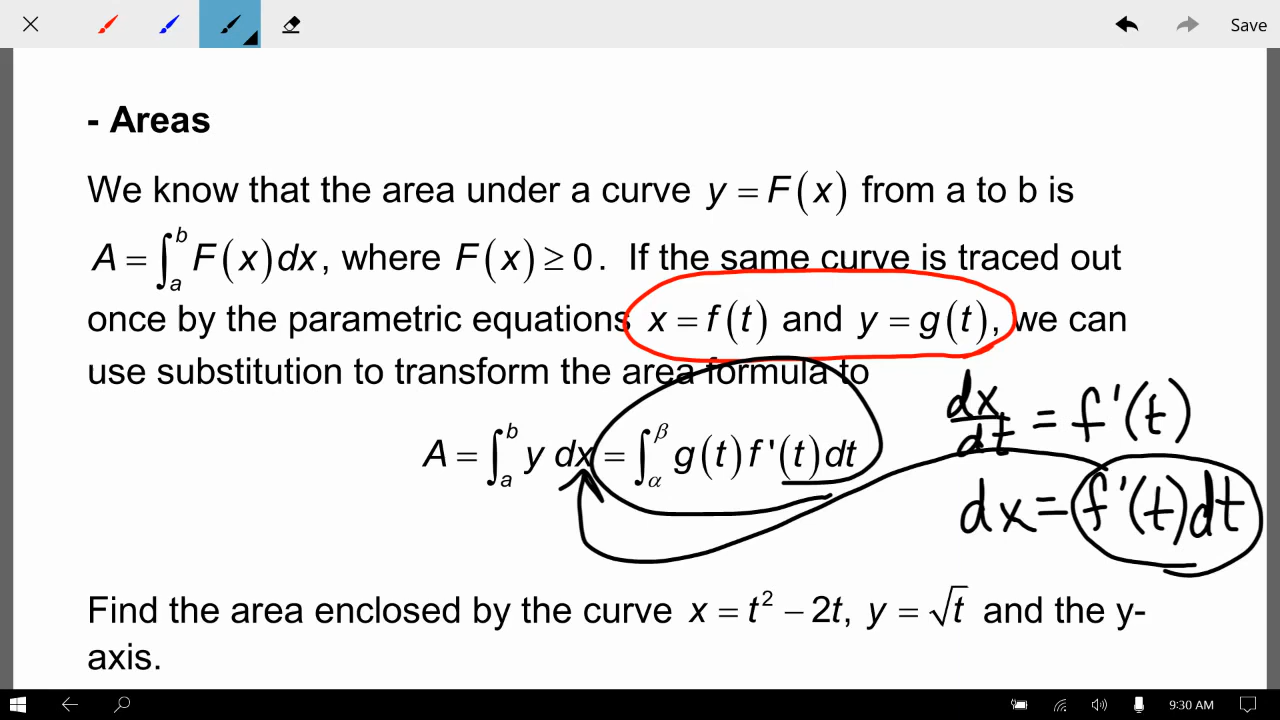 Save
- Areas
We know that the area under a curve y = F(x) from a to b is
A = ∫_a^b F(x)dx, where F(x) ≥ 0. If the same curve is traced out
once by the parametric equations x = f(t) and y = g(t), we can
use substitution to transform the area formula to
A = ∫_a^b y dx = ∫_α^β g(t) f'(t)dt
dx/dt = f'(t)
dx = f'(t)dt
Find the area enclosed by the curve x = t² − 2t, y = √t and the y-
axis.
9:30 AM